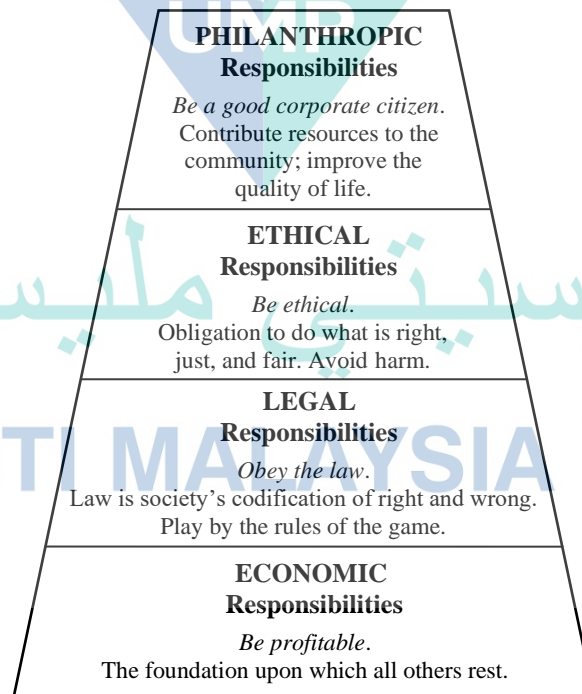 UMP
PHILANTHROPIC
Responsibilities
Be a good corporate citizen.
Contribute resources to the
community; improve the
quality of life.
ETHICAL
Responsibilities
Be ethical.
Obligation to do what is right,
just, and fair. Avoid harm.
LEGAL
Responsibilities
TI MALAYSIA
Obey the law.
Law is society’s codification of right and wrong.
Play by the rules of the game.
ECONOMIC
Responsibilities
Be profitable.
The foundation upon which all others rest.